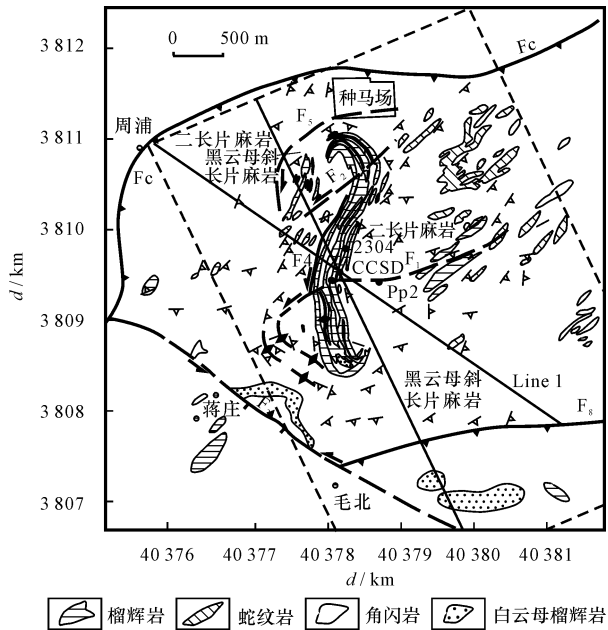 3 812
0 500 m
Fc
种马场
3 811
F5
周浦
二长片麻岩
黑云母斜
长片麻岩
F2
Fc
3 810
二长片麻岩
2304
F4
F1
CCSD
Pp2
d / km
3 809
黑云母斜
长片麻岩
Line 1
F8
3 808
蒋庄
毛北
3 807
40 376 40 377 40 378 40 379 40 380 40 381
d / km
榴辉岩 蛇纹岩 角闪岩 白云母榴辉岩